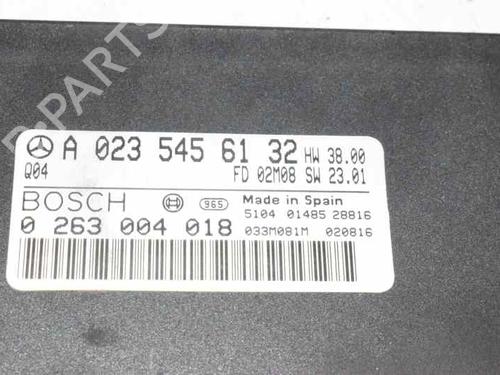 B-PARTS
A 023 545 61 32 HW 38.00
Q04 FD 02M08 SW 23.01
BOSCH 965 Made in Spain
5104 01485 28816
0 263 004 018 033M081M 020816